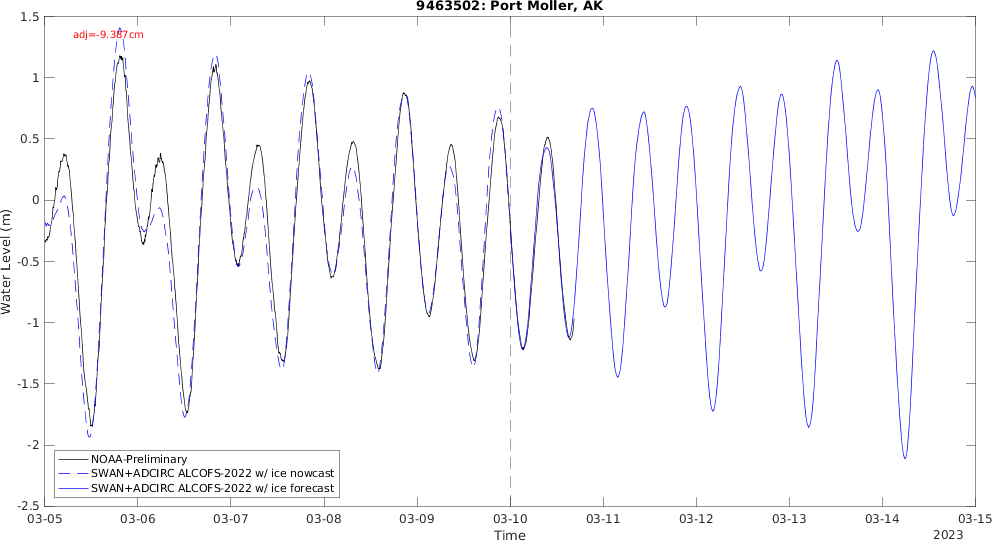 9463502: Port Moller, AK
adj=-9.387cm
Water Level (m)
1.5
1
0.5
0
-0.5
-1
-1.5
-2
-2.5
NOAA-Preliminary
SWAN+ADCIRC ALCOFS-2022 w/ ice nowcast
SWAN+ADCIRC ALCOFS-2022 w/ ice forecast
03-05 03-06 03-07 03-08 03-09 03-10 03-11 03-12 03-13 03-14 03-15
Time
2023